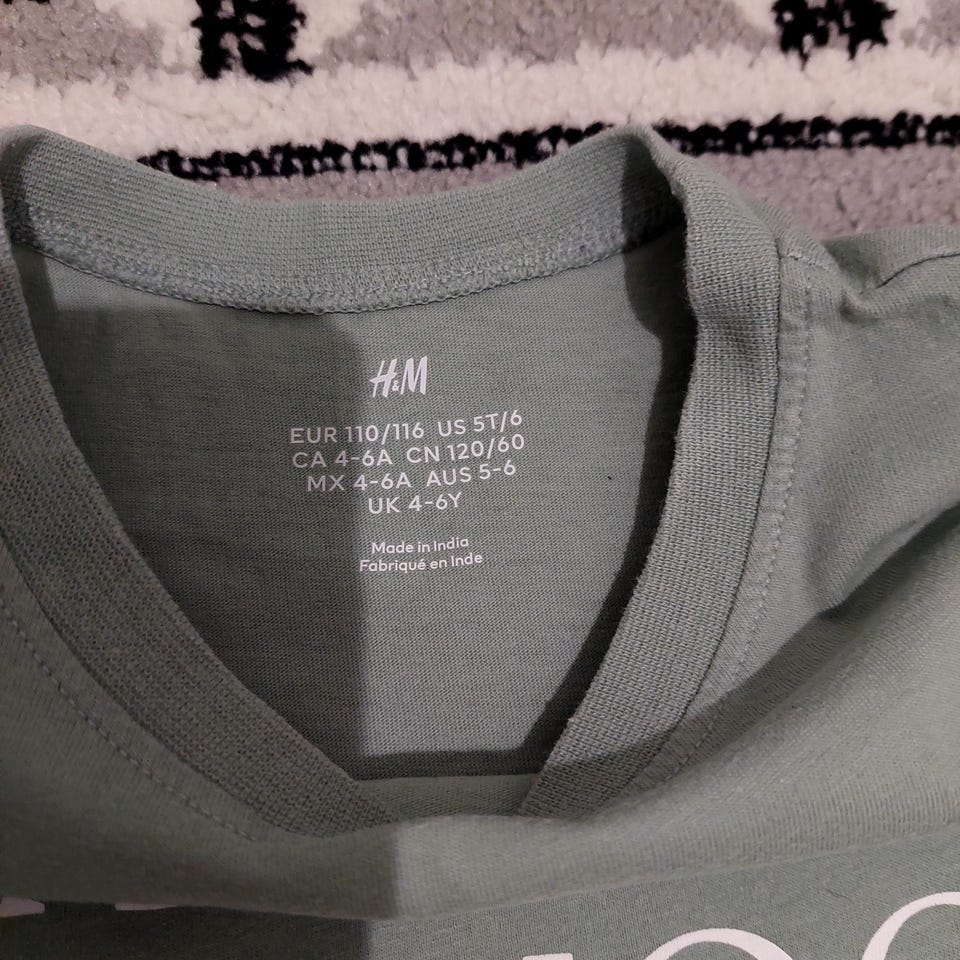 H&M
EUR 110/116 US 5T/6
CA 4-6A CN 120/60
MX 4-6A AUS 5-6
UK 4-6Y
Made in India
Fabriqué en Inde